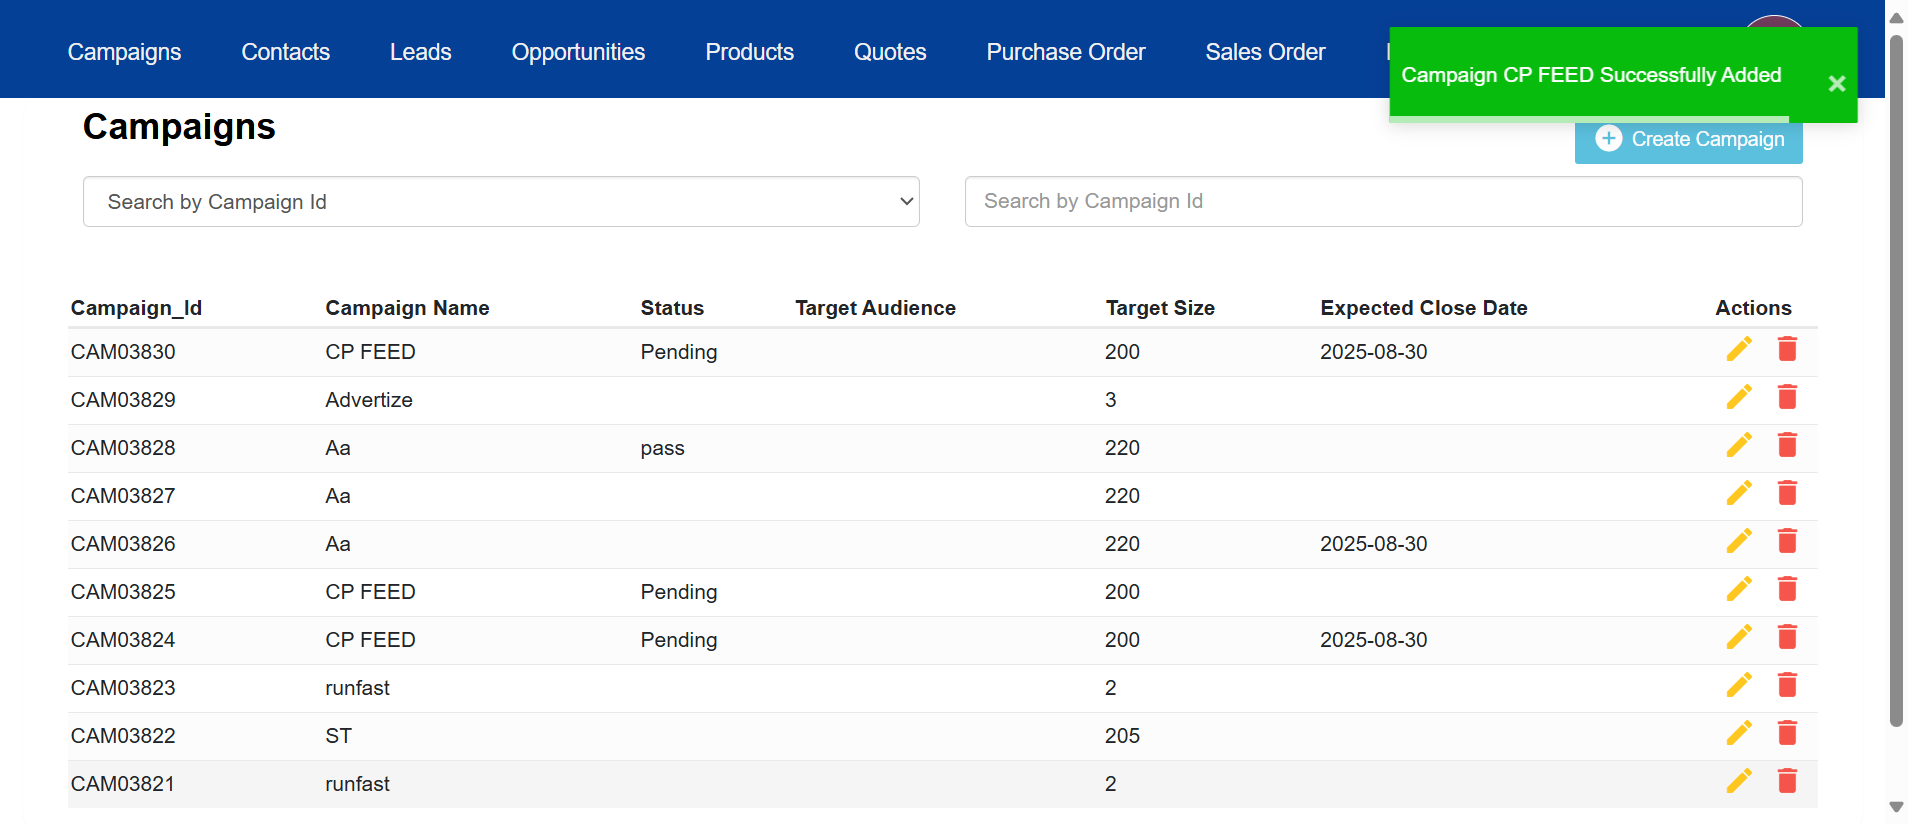 Campaigns Contacts Leads Opportunities Products Quotes Purchase Order Sales Order
Campaign CP FEED Successfully Added ×
Campaigns
Create Campaign
Search by Campaign Id
Search by Campaign Id
Campaign_Id Campaign Name Status Target Audience Target Size Expected Close Date Actions
CAM03830 CP FEED Pending 200 2025-08-30
CAM03829 Advertize 3
CAM03828 Aa pass 220
CAM03827 Aa 220
CAM03826 Aa 220 2025-08-30
CAM03825 CP FEED Pending 200
CAM03824 CP FEED Pending 200 2025-08-30
CAM03823 runfast 2
CAM03822 ST 205
CAM03821 runfast 2